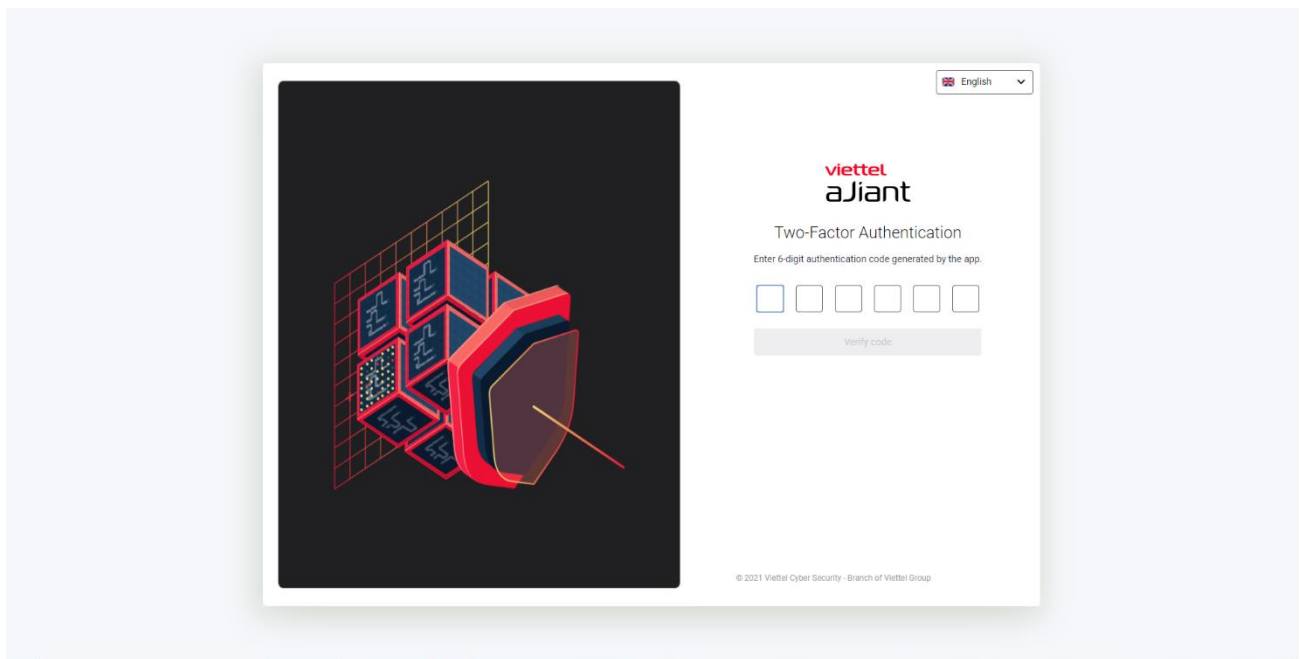 English
viettel
aJiant
Two-Factor Authentication
Enter 6-digit authentication code generated by the app.
Verify code
© 2021 Viettel Cyber Security - Branch of Viettel Group